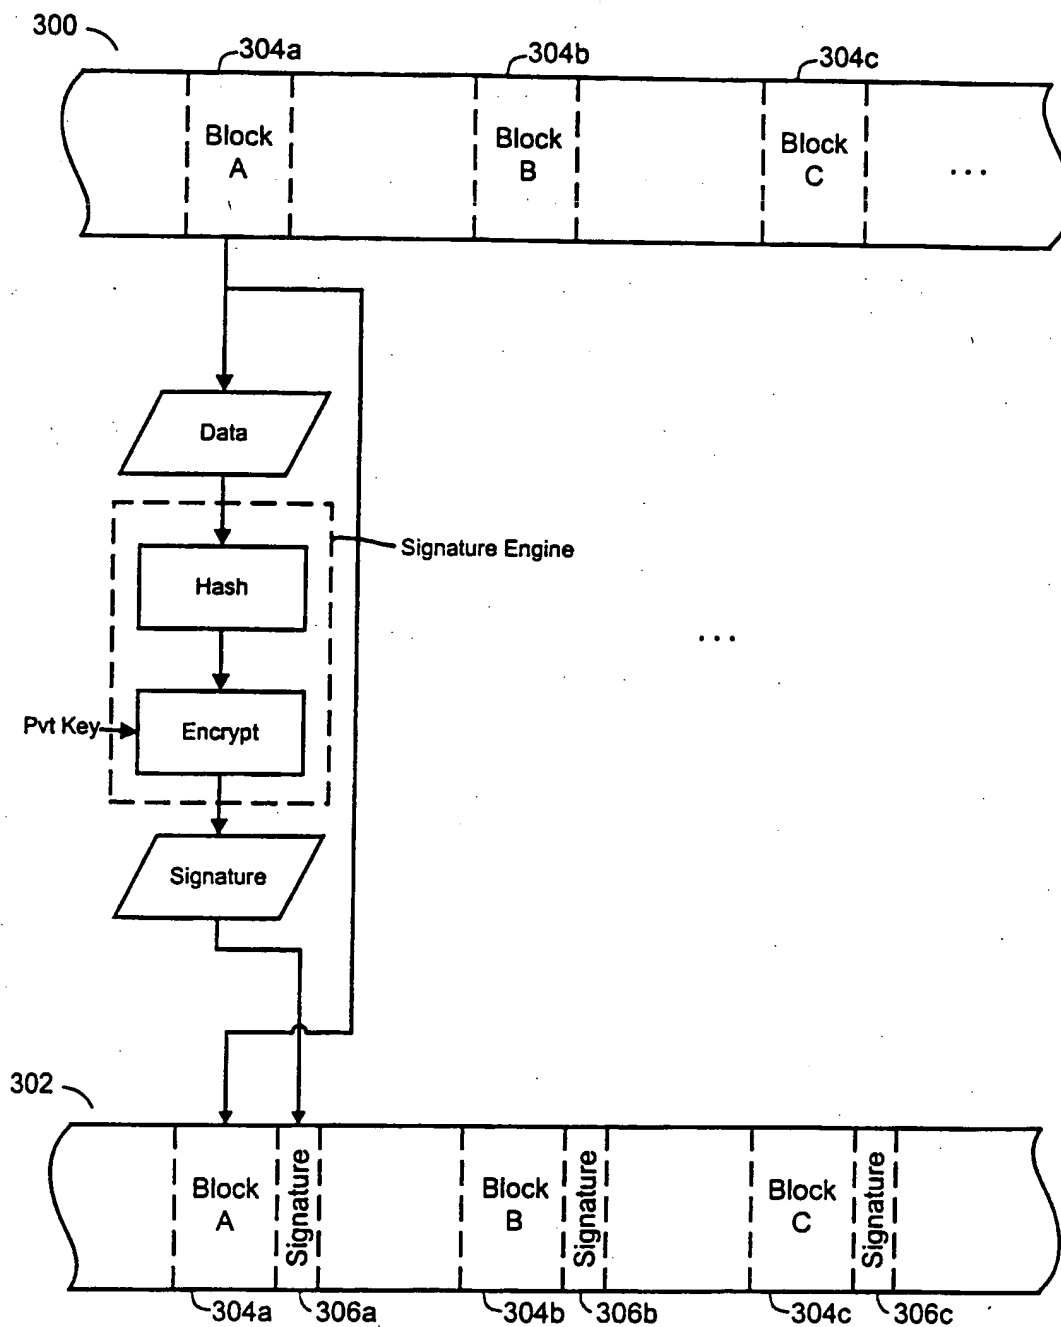 300
304a
304b
304c
Block
A
Block
B
Block
C
...
Data
Signature Engine
Hash
...
Pvt Key
Encrypt
Signature
302
Block
A
Signature
Block
B
Signature
Block
C
Signature
304a
306a
304b
306b
304c
306c